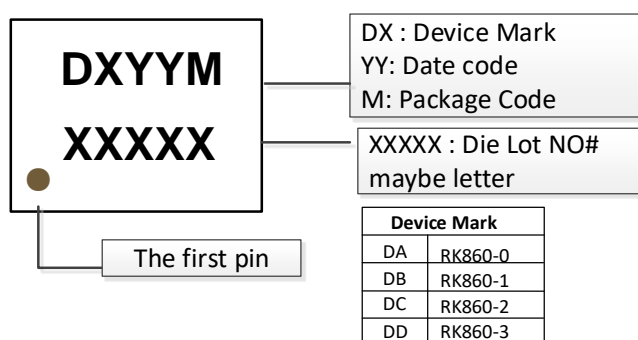 DXYYM
XXXXX
DX : Device Mark
YY: Date code
M: Package Code
XXXXX : Die Lot NO#
maybe letter
The first pin
Device Mark
DA RK860-0
DB RK860-1
DC RK860-2
DD RK860-3